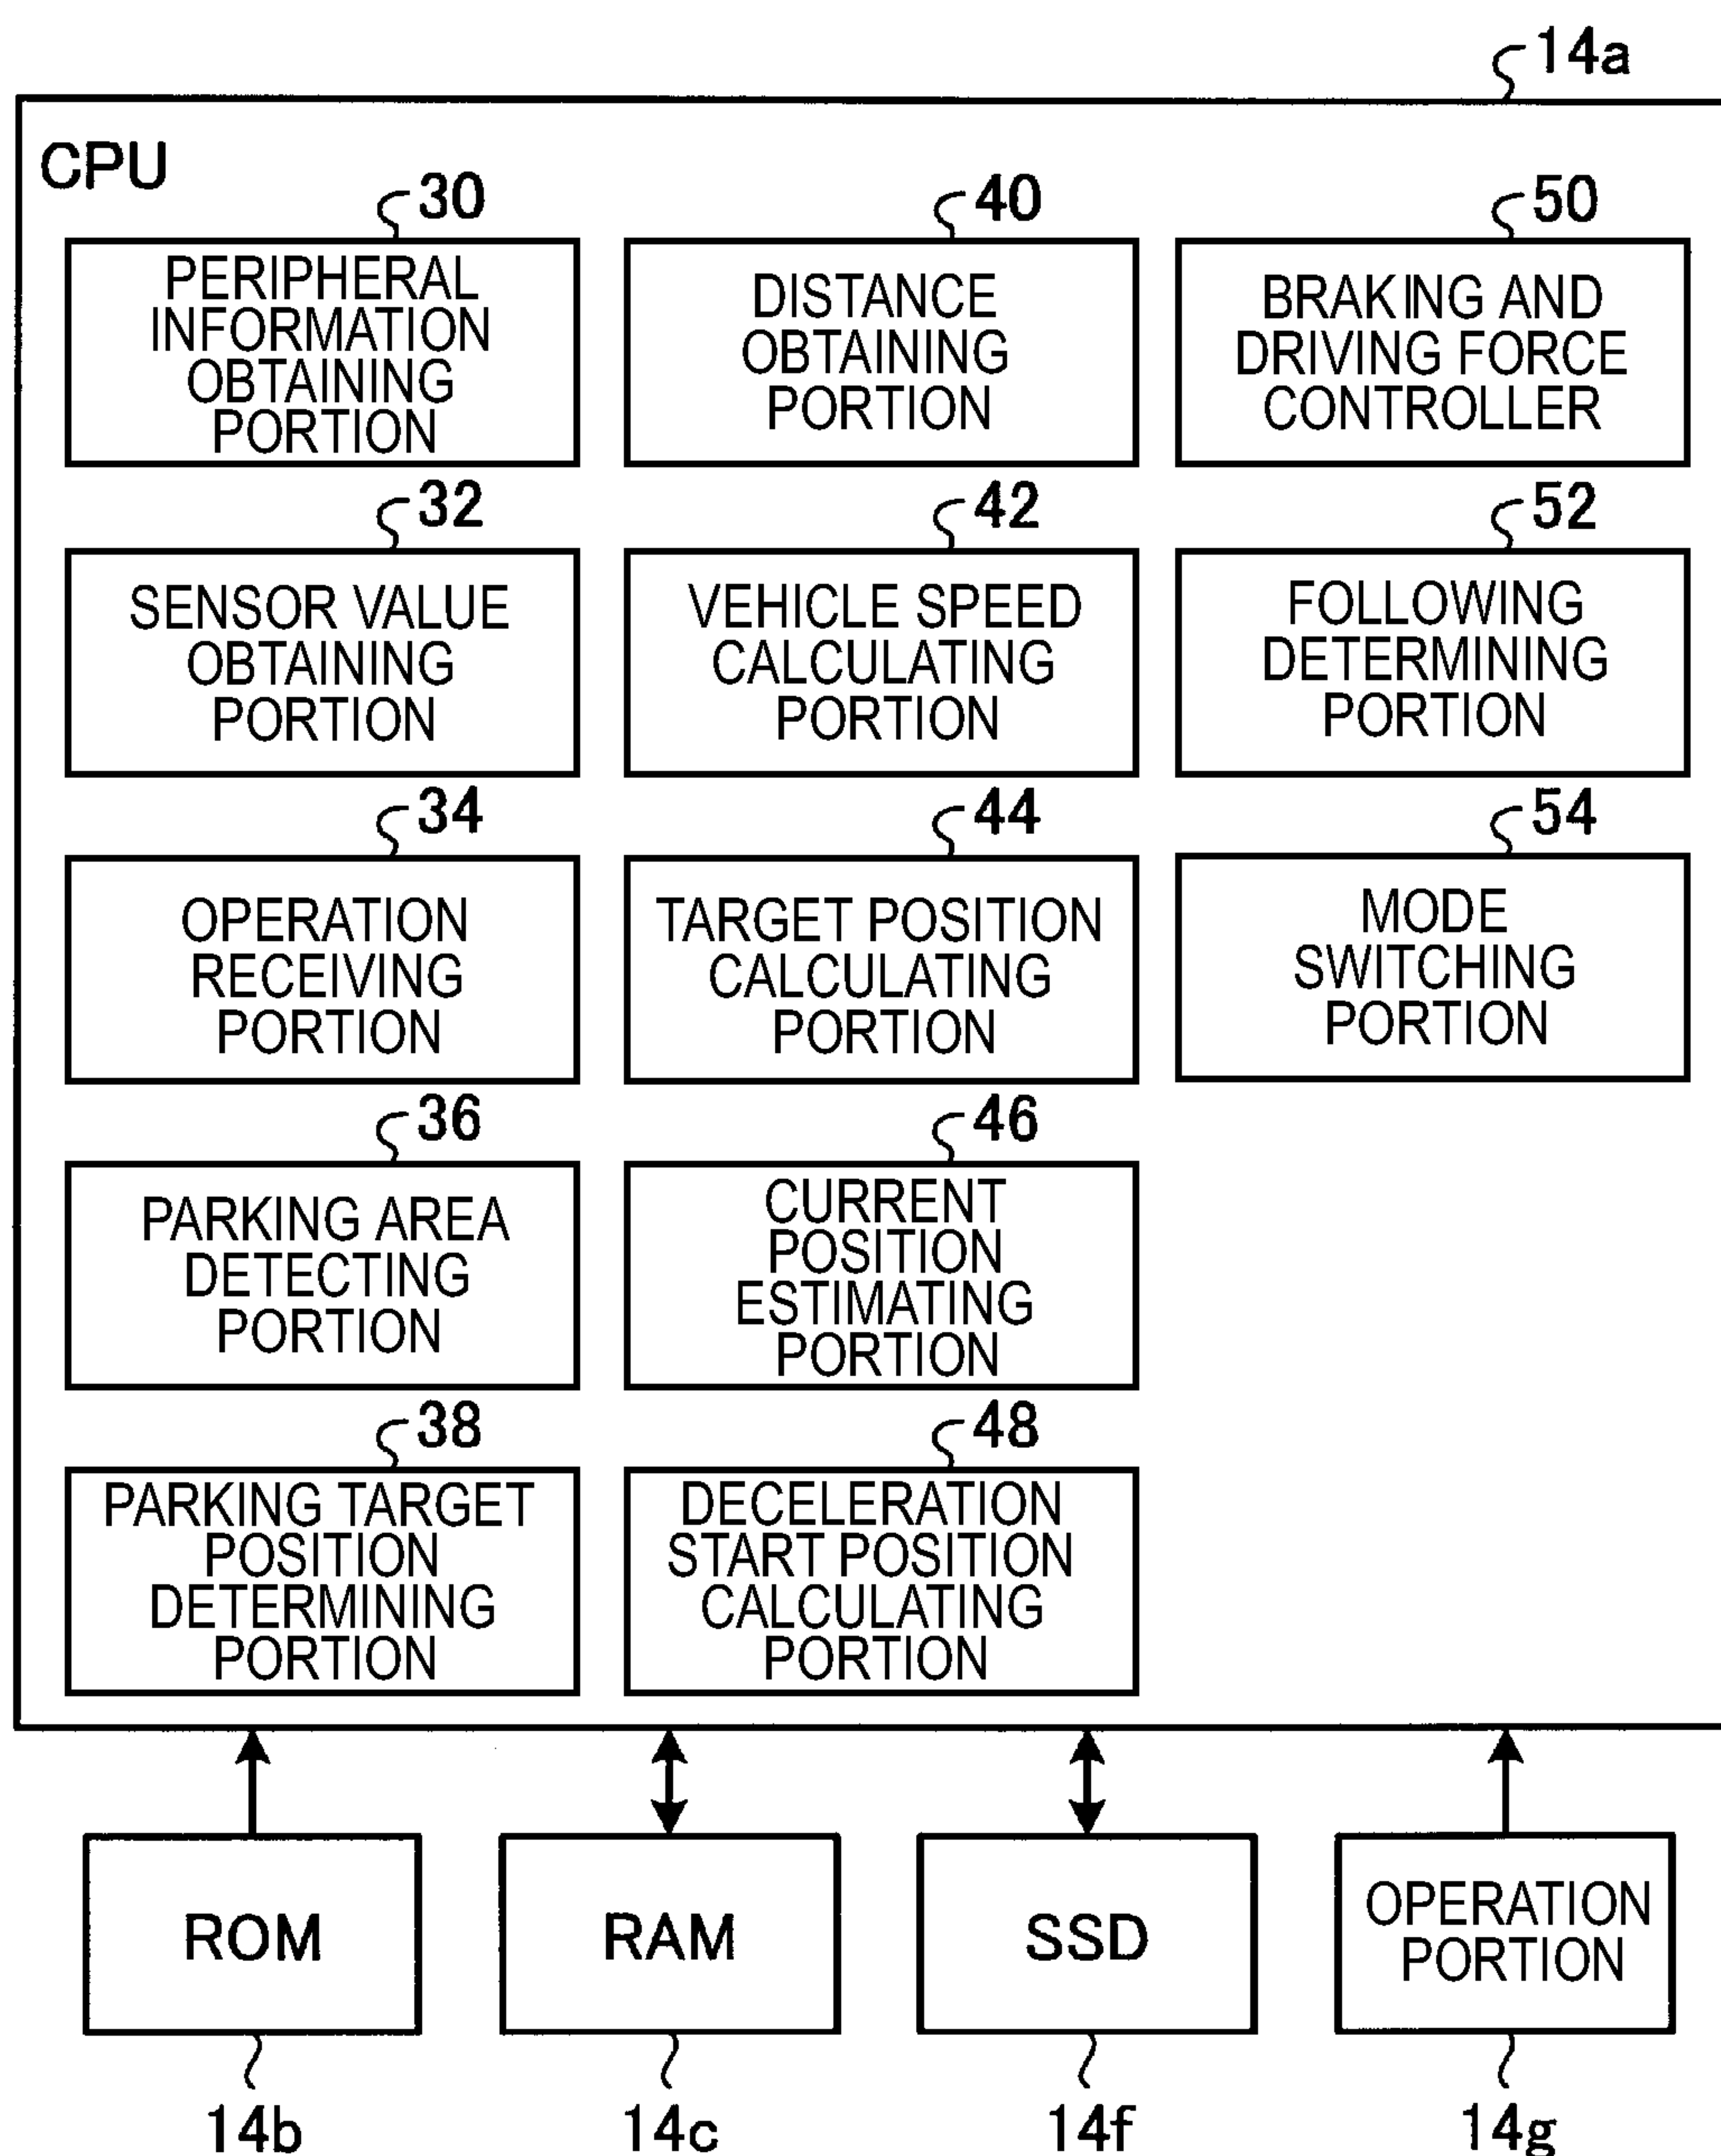 14a
CPU
30
PERIPHERAL
INFORMATION
OBTAINING
PORTION
40
DISTANCE
OBTAINING
PORTION
50
BRAKING AND
DRIVING FORCE
CONTROLLER
32
SENSOR VALUE
OBTAINING
PORTION
42
VEHICLE SPEED
CALCULATING
PORTION
52
FOLLOWING
DETERMINING
PORTION
34
OPERATION
RECEIVING
PORTION
44
TARGET POSITION
CALCULATING
PORTION
54
MODE
SWITCHING
PORTION
36
PARKING AREA
DETECTING
PORTION
46
CURRENT
POSITION
ESTIMATING
PORTION
38
PARKING TARGET
POSITION
DETERMINING
PORTION
48
DECELERATION
START POSITION
CALCULATING
PORTION
ROM
RAM
SSD
OPERATION
PORTION
14b
14c
14f
14g